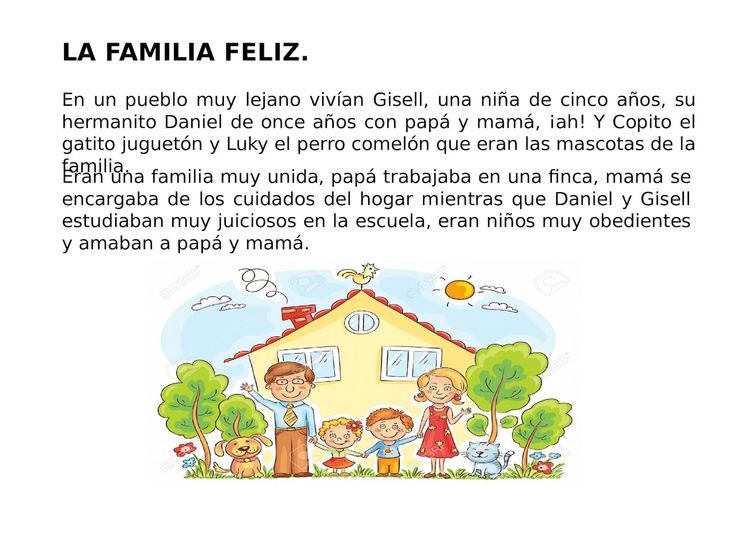 LA FAMILIA FELIZ.
En un pueblo muy lejano vivían Gisell, una niña de cinco años, su
hermanito Daniel de once años con papá y mamá, ¡ah! Y Copito el
gatito juguetón y Luky el perro comelón que eran las mascotas de la
familia.
Eran una familia muy unida, papá trabajaba en una finca, mamá se
encargaba de los cuidados del hogar mientras que Daniel y Gisell
estudiaban muy juiciosos en la escuela, eran niños muy obedientes
y amaban a papá y mamá.